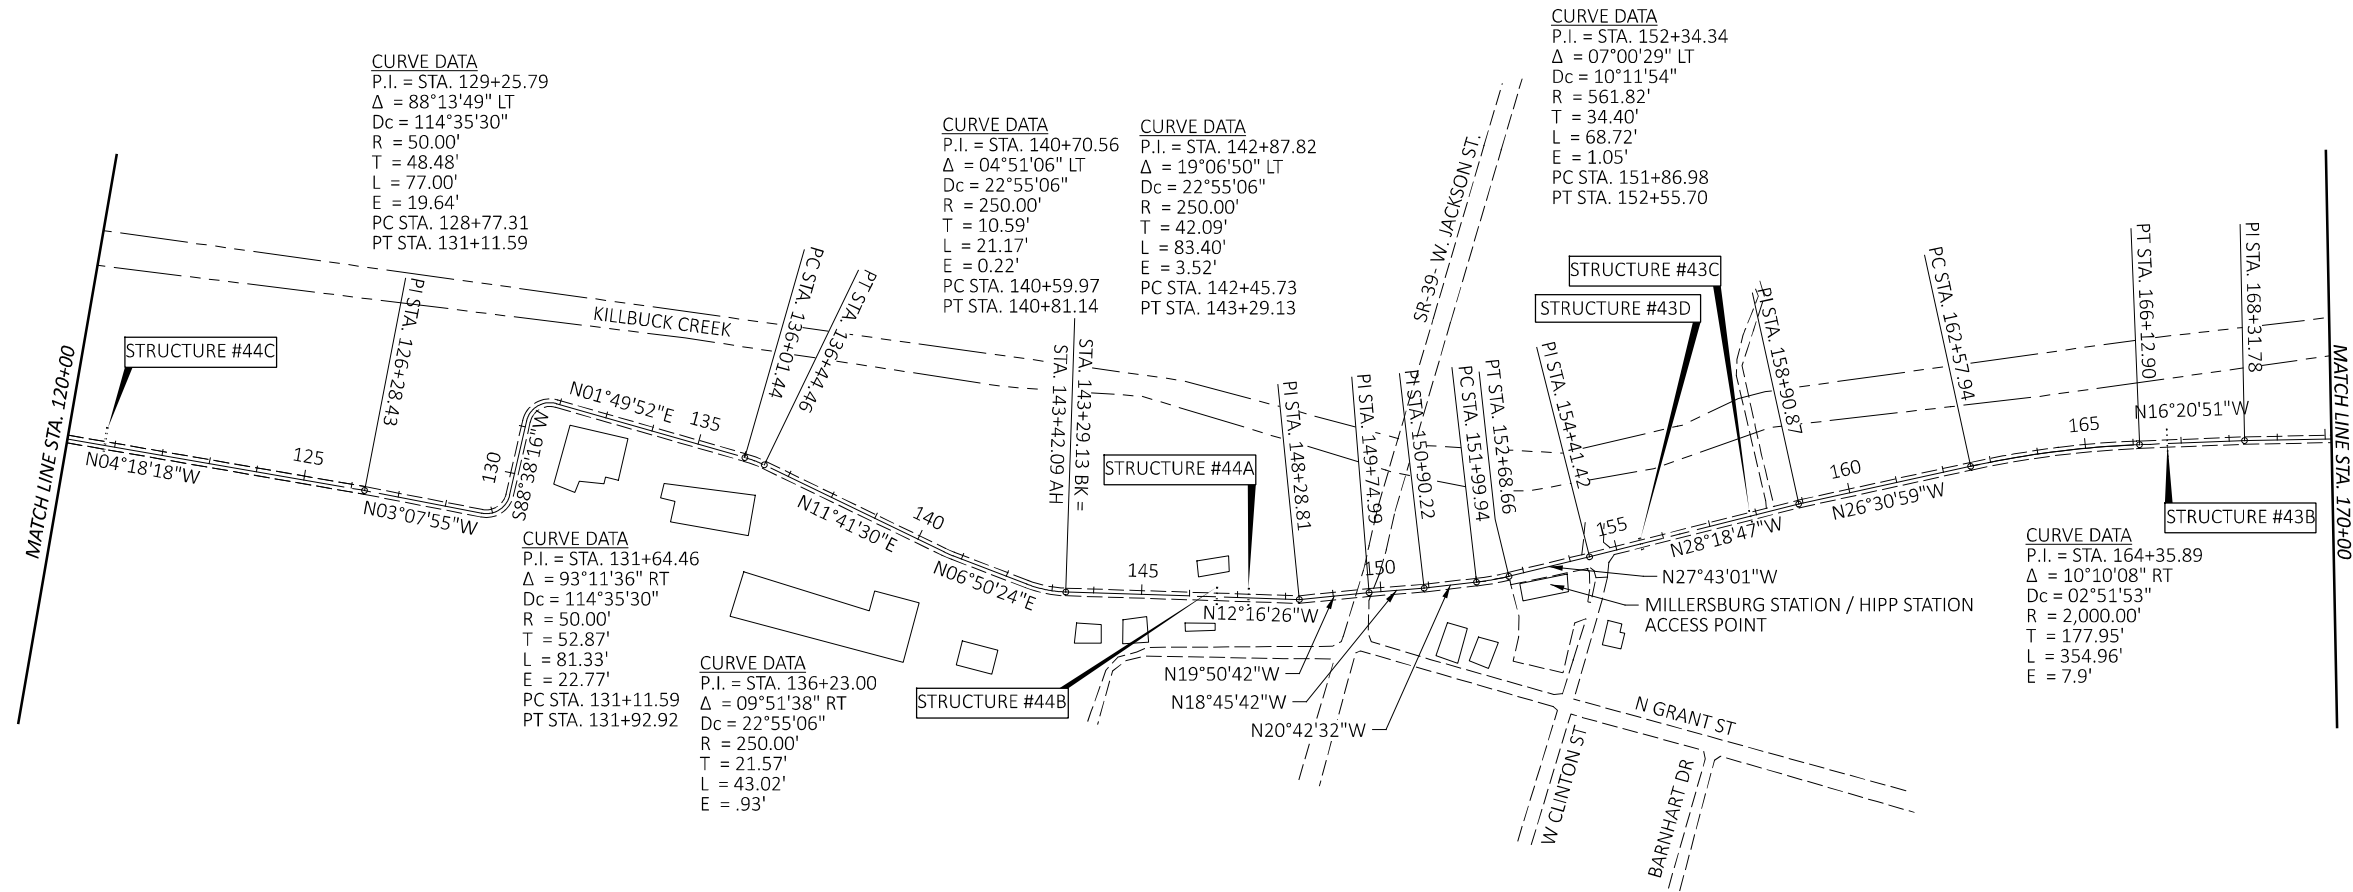 CURVE DATA
P.I. = STA. 129+25.79
Δ = 88°13'49" LT
Dc = 114°35'30"
R = 50.00'
T = 48.48'
L = 77.00'
E = 19.64'
PC STA. 128+77.31
PT STA. 131+11.59
CURVE DATA
P.I. = STA. 140+70.56
Δ = 04°51'06" LT
Dc = 22°55'06"
R = 250.00'
T = 10.59'
L = 21.17'
E = 0.22'
PC STA. 140+59.97
PT STA. 140+81.14
CURVE DATA
P.I. = STA. 142+87.82
Δ = 19°06'50" LT
Dc = 22°55'06"
R = 250.00'
T = 42.09'
L = 83.40'
E = 3.52'
PC STA. 142+45.73
PT STA. 143+29.13
CURVE DATA
P.I. = STA. 152+34.34
Δ = 07°00'29" LT
Dc = 10°11'54"
R = 561.82'
T = 34.40'
L = 68.72'
E = 1.05'
PC STA. 151+86.98
PT STA. 152+55.70
MATCH LINE STA. 120+00
STRUCTURE #44C
PI STA. 126+28.43
KILLBUCK CREEK
PC STA. 136+01.44
PT STA. 136+44.46
STA. 143+29.13 BK =
STA. 143+42.09 AH
PI STA. 148+28.81
PI STA. 149+74.99
PI STA. 150+90.22
PC STA. 151+99.94
PT STA. 152+68.66
PI STA. 154+41.42
SR-39- W. JACKSON ST.
STRUCTURE #43C
STRUCTURE #43D
PI STA. 158+90.87
PC STA. 162+57.94
PT STA. 166+12.90
PI STA. 168+31.78
MATCH LINE STA. 170+00
N04°18'18"W
125
N03°07'55"W
130
S88°38'16"W
N01°49'52"E
135
N11°41'30"E
140
N06°50'24"E
STRUCTURE #44A
145
N12°16'26"W
150
155
N28°18'47"W
160
N26°30'59"W
165
N16°20'51"W
STRUCTURE #43B
N27°43'01"W
MILLERSBURG STATION / HIPP STATION
ACCESS POINT
N19°50'42"W
N18°45'42"W
N20°42'32"W
STRUCTURE #44B
N GRANT ST
W CLINTON ST
BARNHART DR
CURVE DATA
P.I. = STA. 131+64.46
Δ = 93°11'36" RT
Dc = 114°35'30"
R = 50.00'
T = 52.87'
L = 81.33'
E = 22.77'
PC STA. 131+11.59
PT STA. 131+92.92
CURVE DATA
P.I. = STA. 136+23.00
Δ = 09°51'38" RT
Dc = 22°55'06"
R = 250.00'
T = 21.57'
L = 43.02'
E = .93'
CURVE DATA
P.I. = STA. 164+35.89
Δ = 10°10'08" RT
Dc = 02°51'53"
R = 2,000.00'
T = 177.95'
L = 354.96'
E = 7.9'